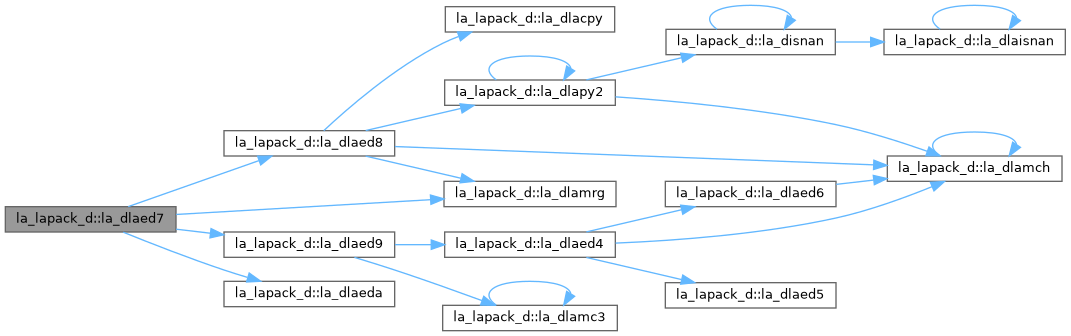 la_lapack_d::la_dlacpy
la_lapack_d::la_disnan
la_lapack_d::la_dlaisnan
la_lapack_d::la_dlapy2
la_lapack_d::la_dlaed8
la_lapack_d::la_dlamch
la_lapack_d::la_dlamrg
la_lapack_d::la_dlaed6
la_lapack_d::la_dlaed7
la_lapack_d::la_dlaed9
la_lapack_d::la_dlaed4
la_lapack_d::la_dlaeda
la_lapack_d::la_dlaed5
la_lapack_d::la_dlamc3